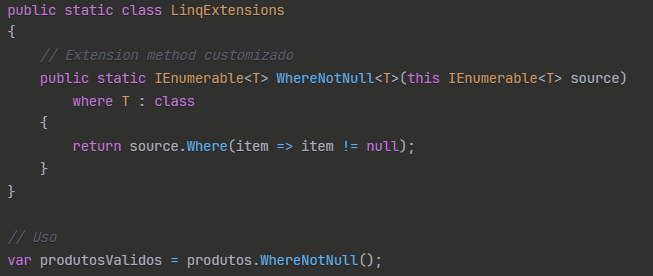 public static class LinqExtensions
{
    // Extension method customizado
    public static IEnumerable<T> WhereNotNull<T>(this IEnumerable<T> source)
        where T : class
    {
        return source.Where(item => item != null);
    }
}

// Uso
var produtosValidos = produtos.WhereNotNull();